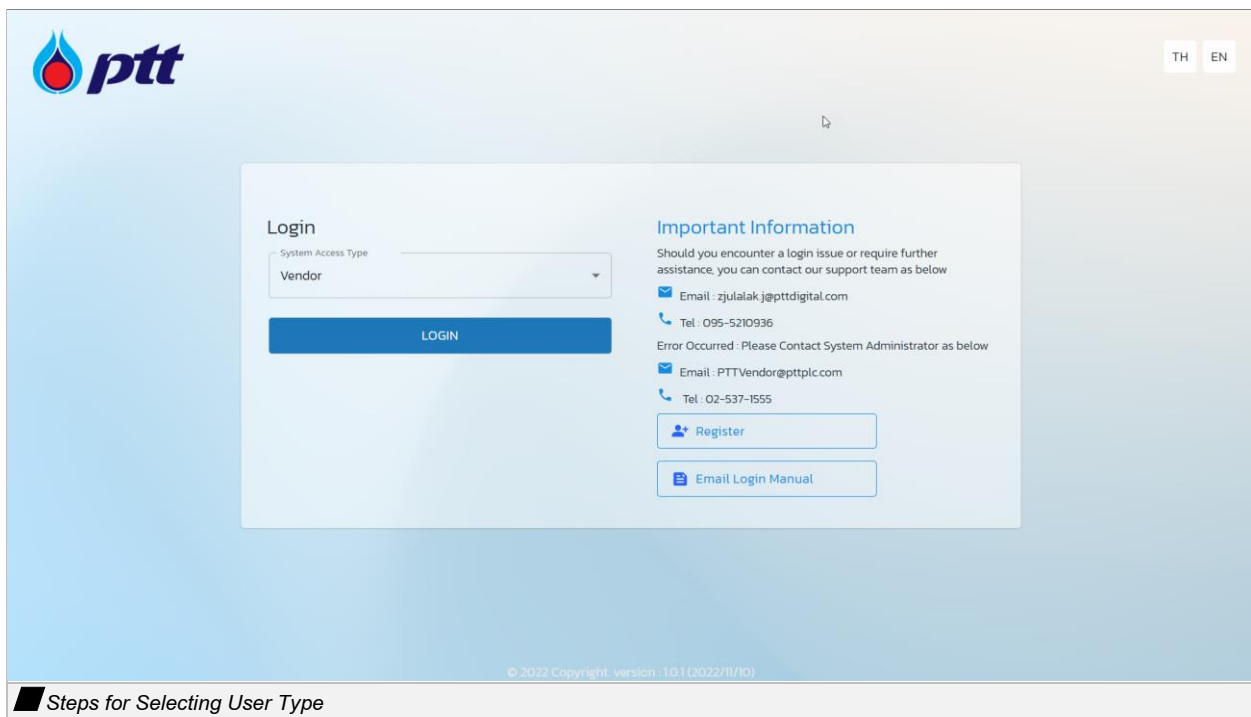 ptt
TH EN
Login
System Access Type
Vendor
LOGIN
Important Information
Should you encounter a login issue or require further
assistance, you can contact our support team as below
Email : zjulalak.j@pttdigital.com
Tel : 095-5210936
Error Occurred : Please Contact System Administrator as below
Email : PTTVendor@pttplc.com
Tel : 02-537-1555
Register
Email Login Manual
© 2022 Copyright. version : 1.0.1 (2022/11/10)
Steps for Selecting User Type